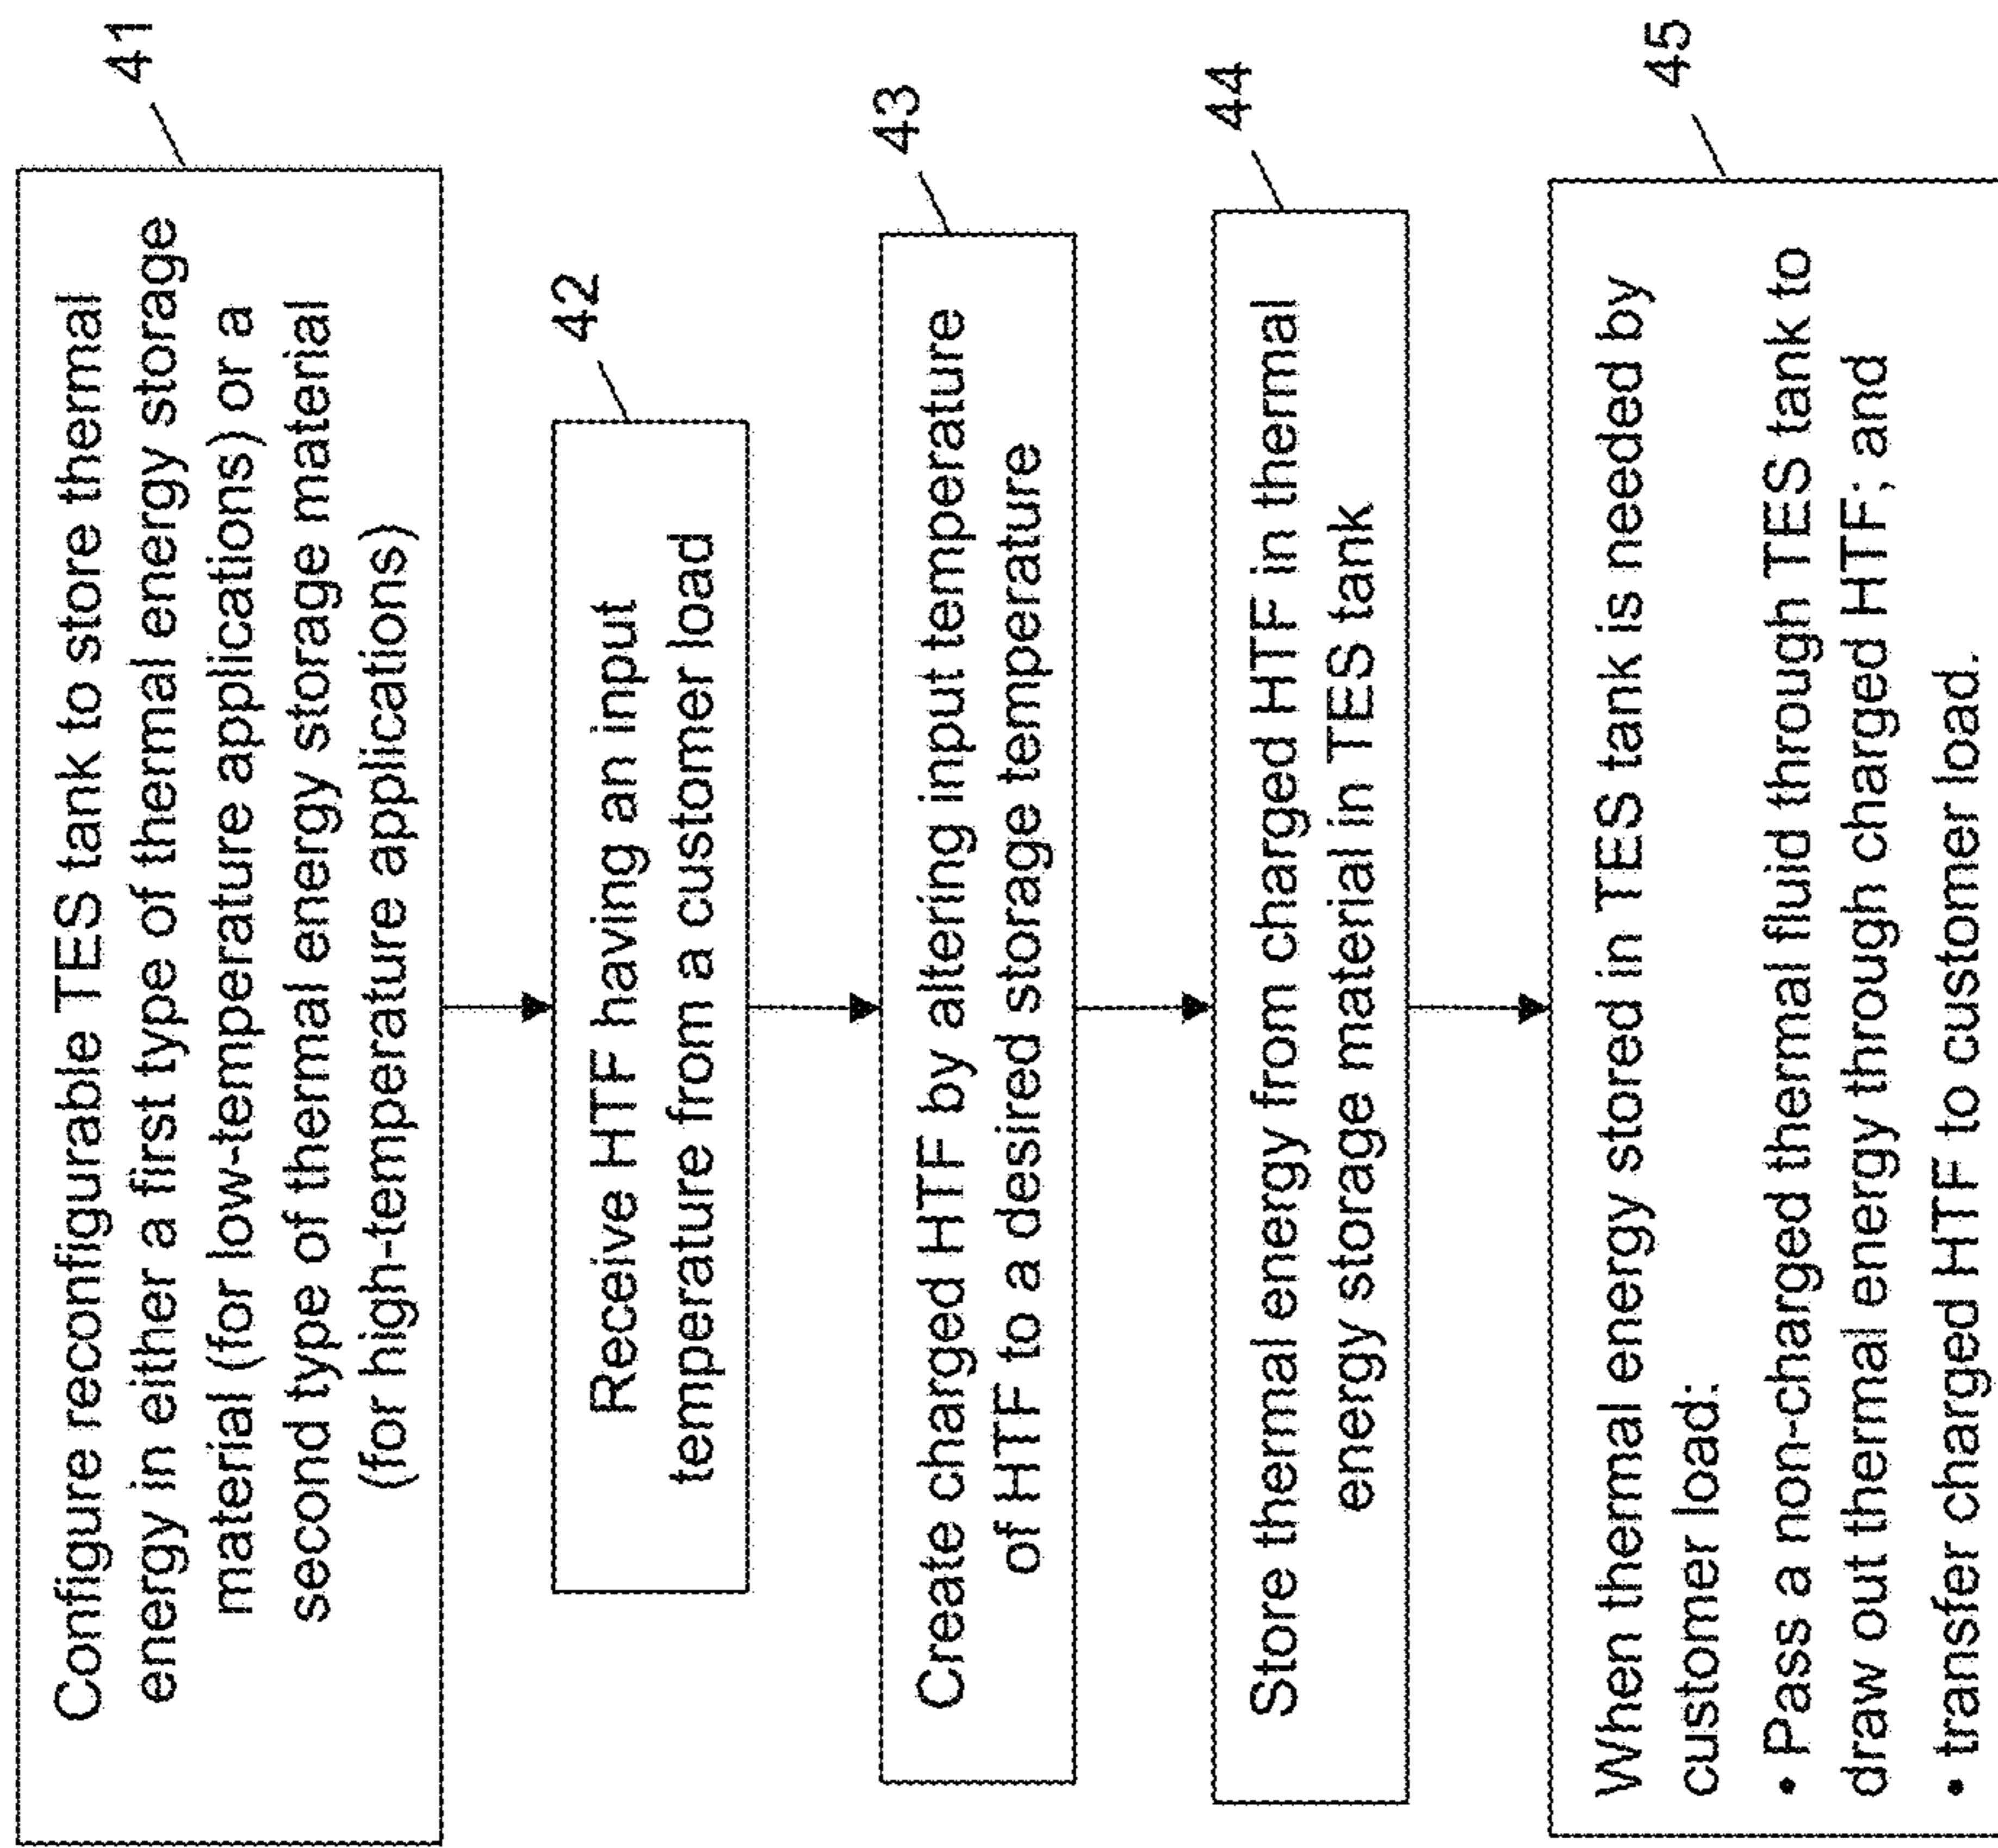 Configure reconfigurable TES tank to store thermal
energy in either a first type of thermal energy storage
material (for low-temperature applications) or a
second type of thermal energy storage material
(for high-temperature applications)
41
Receive HTF having an input
temperature from a customer load
42
Create charged HTF by altering input temperature
of HTF to a desired storage temperature
43
Store thermal energy from charged HTF in thermal
energy storage material in TES tank
44
When thermal energy stored in TES tank is needed by
customer load:
• Pass a non-charged thermal fluid through TES tank to
draw out thermal energy through charged HTF; and
• transfer charged HTF to customer load.
45